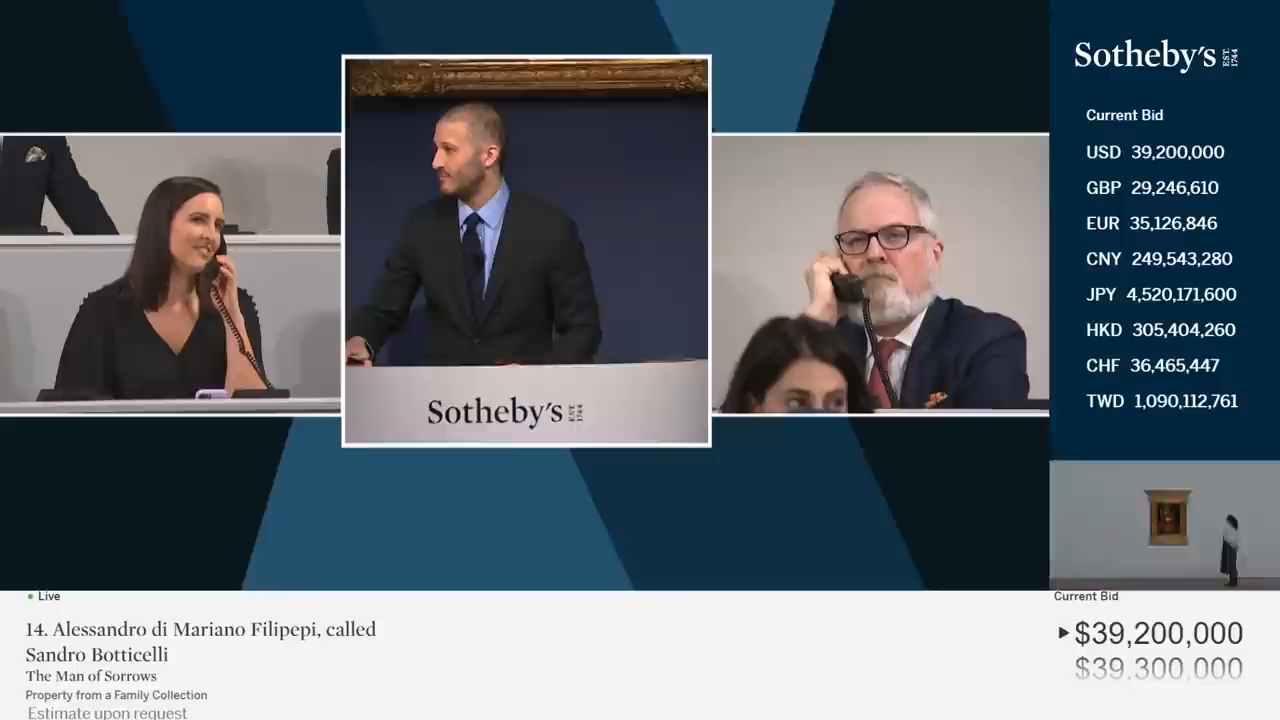 Sotheby's EST. 1744
Current Bid
USD 39,200,000
GBP 29,246,610
EUR 35,126,846
CNY 249,543,280
JPY 4,520,171,600
HKD 305,404,260
CHF 36,465,447
TWD 1,090,112,761
Sotheby's EST. 1744
Live
14. Alessandro di Mariano Filipepi, called
Sandro Botticelli
The Man of Sorrows
Property from a Family Collection
Estimate upon request
Current Bid
$39,200,000
$39,300,000